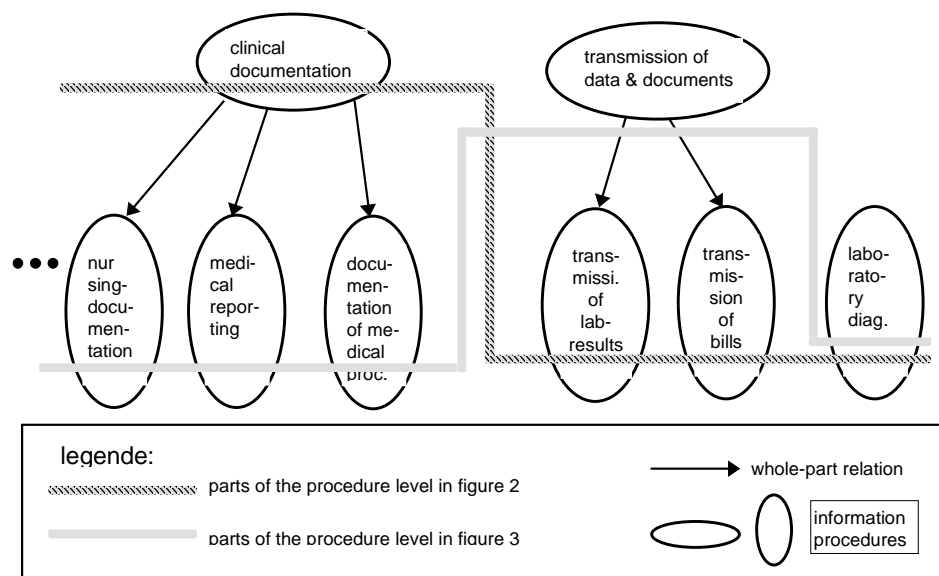 clinical
documentation
transmission of
data & documents
nur
sing-
docu-
men-
tation
medi-
cal
repor-
ting
docu-
men-
tation
of me-
dical
proc.
trans-
missi.
of
lab-
results
trans-
mis-
sion
of
bills
labo-
ra-to-
ry
diag.
legende:
parts of the procedure level in figure 2
parts of the procedure level in figure 3
whole-part relation
information
procedures